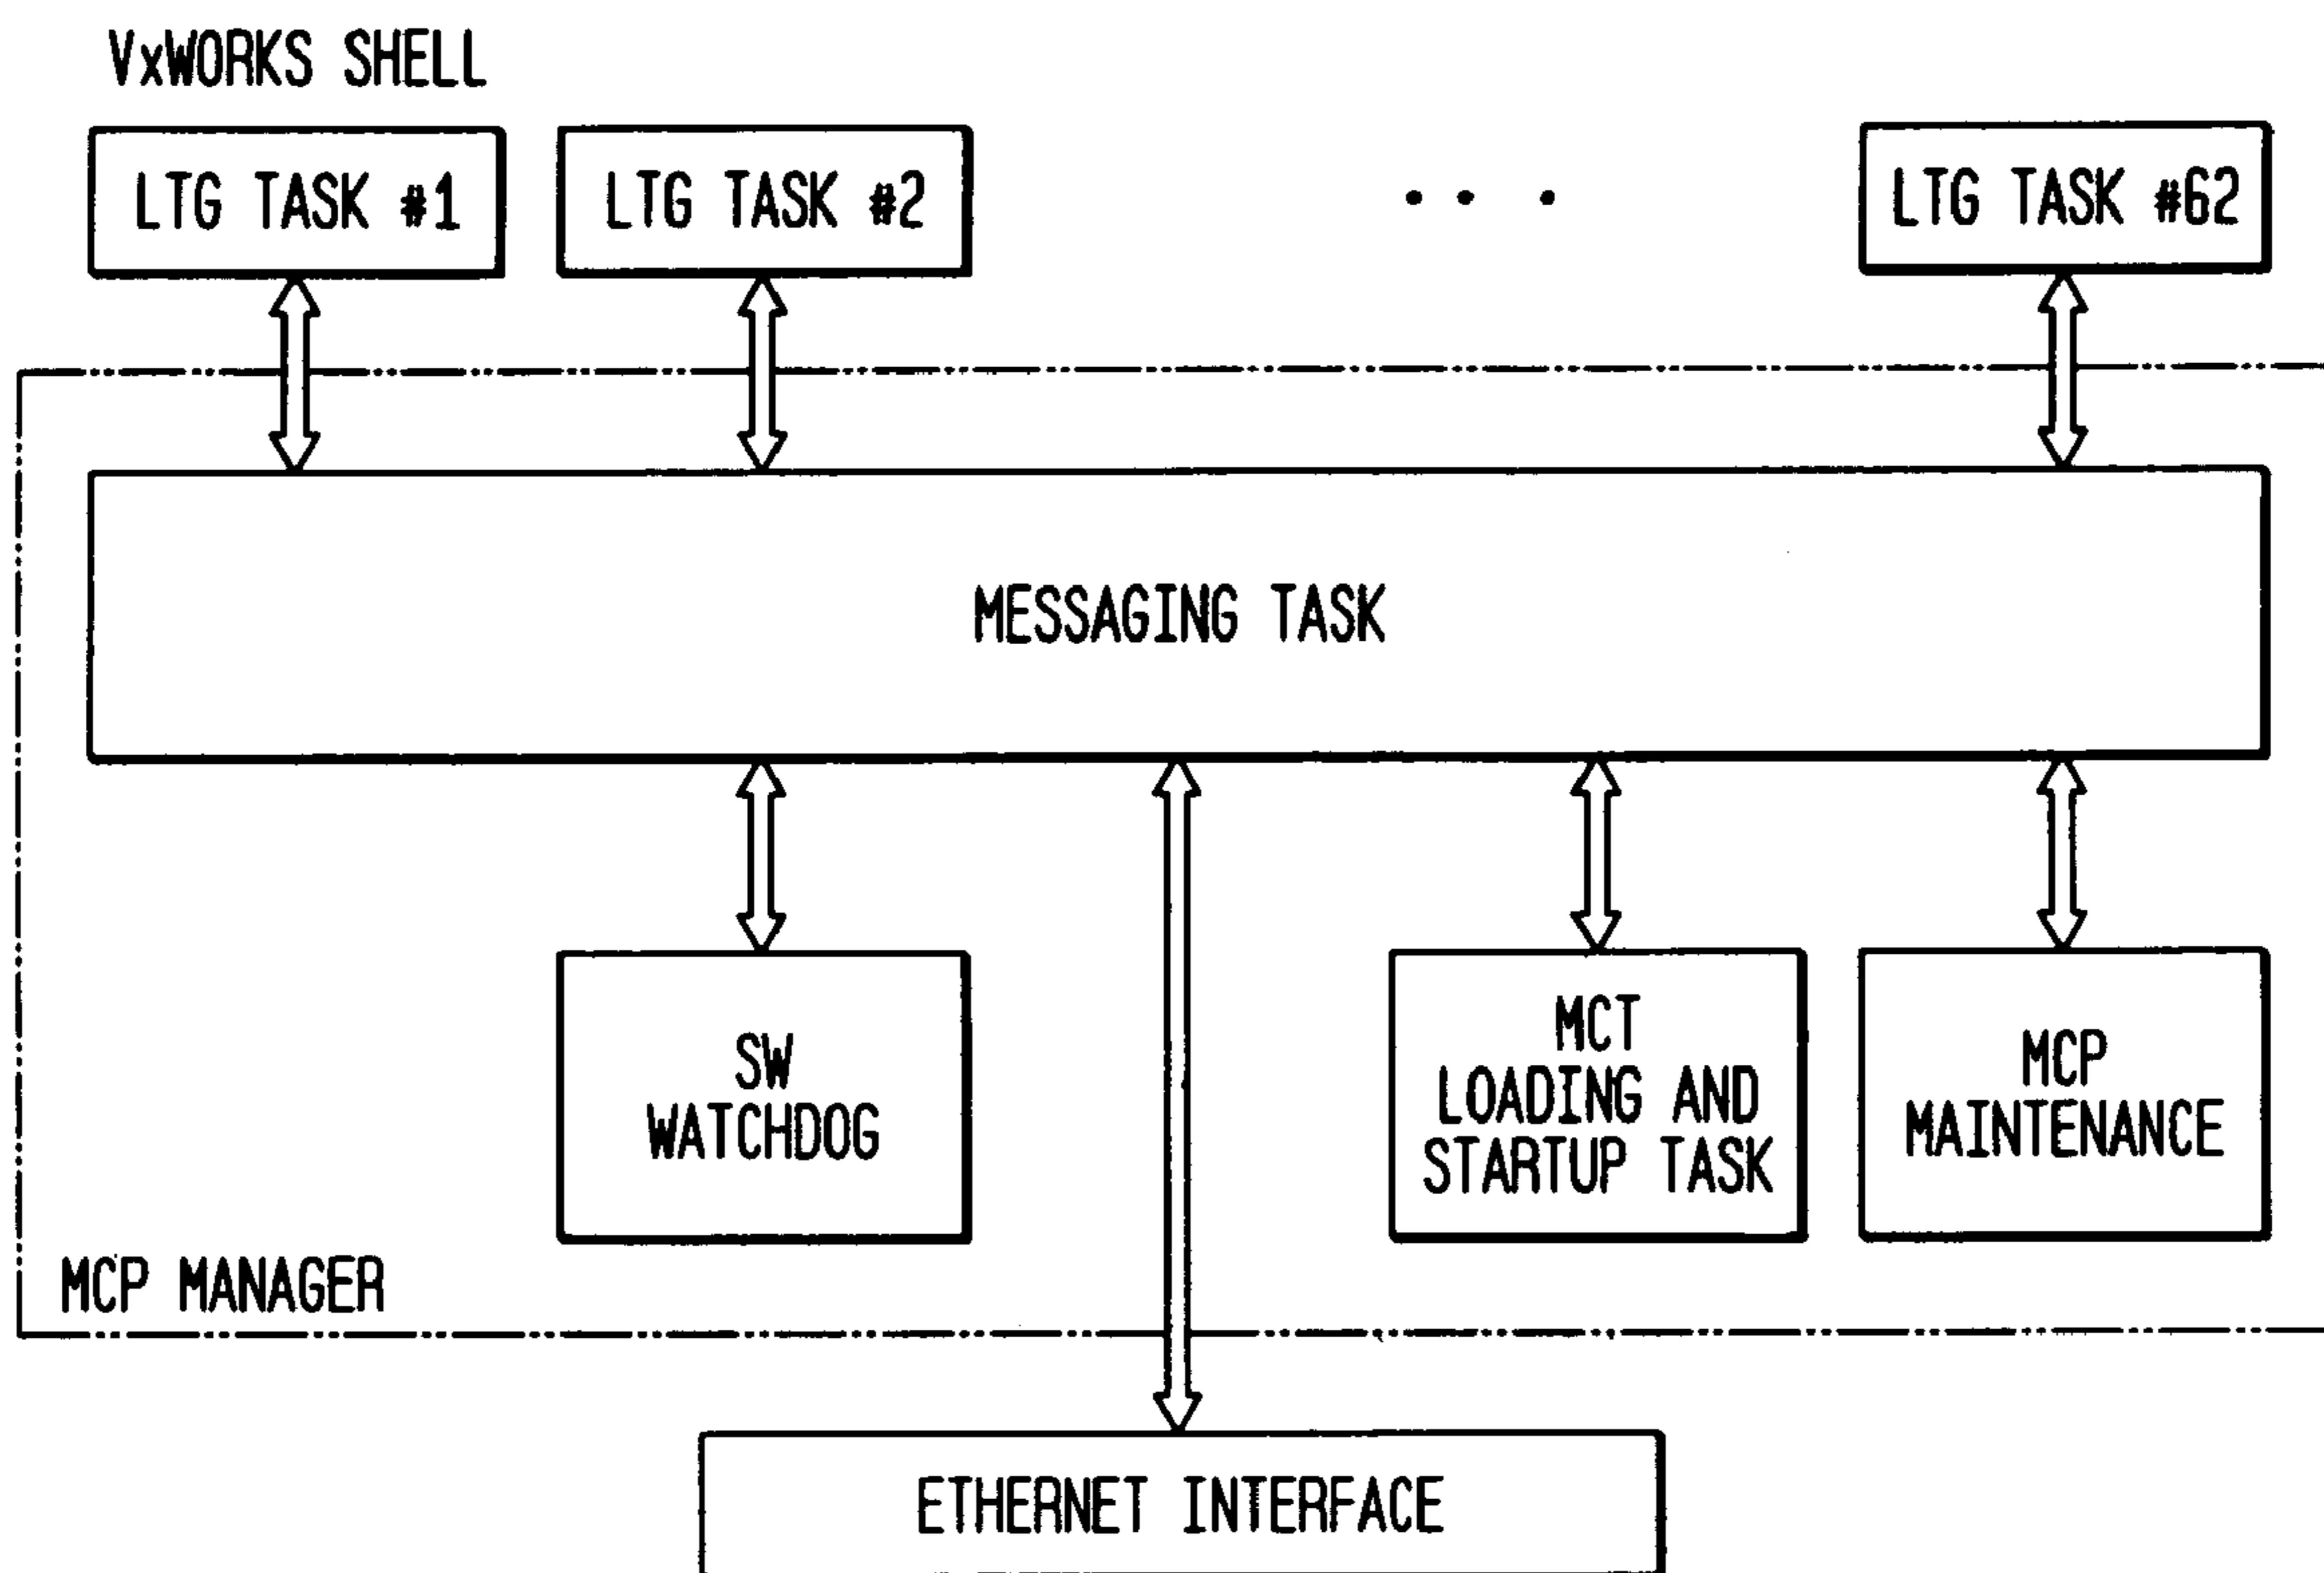 VxWORKS SHELL
LTG TASK #1
LTG TASK #2
. . .
LTG TASK #62
MESSAGING TASK
SW
WATCHDOG
MCT
LOADING AND
STARTUP TASK
MCP
MAINTENANCE
MCP MANAGER
ETHERNET INTERFACE